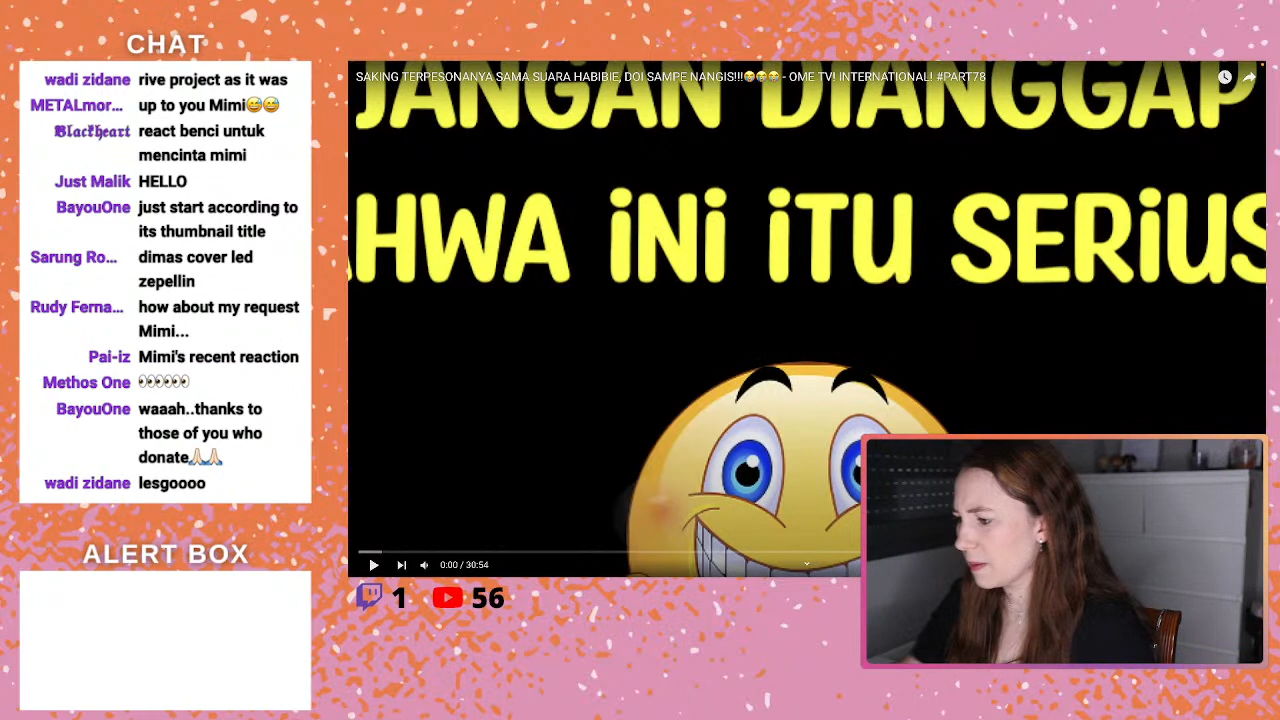 CHAT
wadi zidane rive project as it was
METALmor... up to you Mimi😅😅
𝕭𝖑𝖆𝖈𝖐𝖍𝖊𝖆𝖗𝖙 react benci untuk
mencinta mimi
Just Malik HELLO
BayouOne just start according to
its thumbnail title
Sarung Ro... dimas cover led
zepellin
Rudy Ferna... how about my request
Mimi...
Pai-iz Mimi's recent reaction
Methos One 👀👀👀
BayouOne waaah..thanks to
those of you who
donate🙏🏻🙏🏻
wadi zidane lesgoooo
ALERT BOX
SAKING TERPESONANYA SAMA SUARA HABIBIE, DOI SAMPE NANGIS!!!😭😭😭 - OME TV! INTERNATIONAL! #PART78
JANGAN DIANGGAP
AHWA iNi iTU SERiUS
0:00 / 30:54
1 56